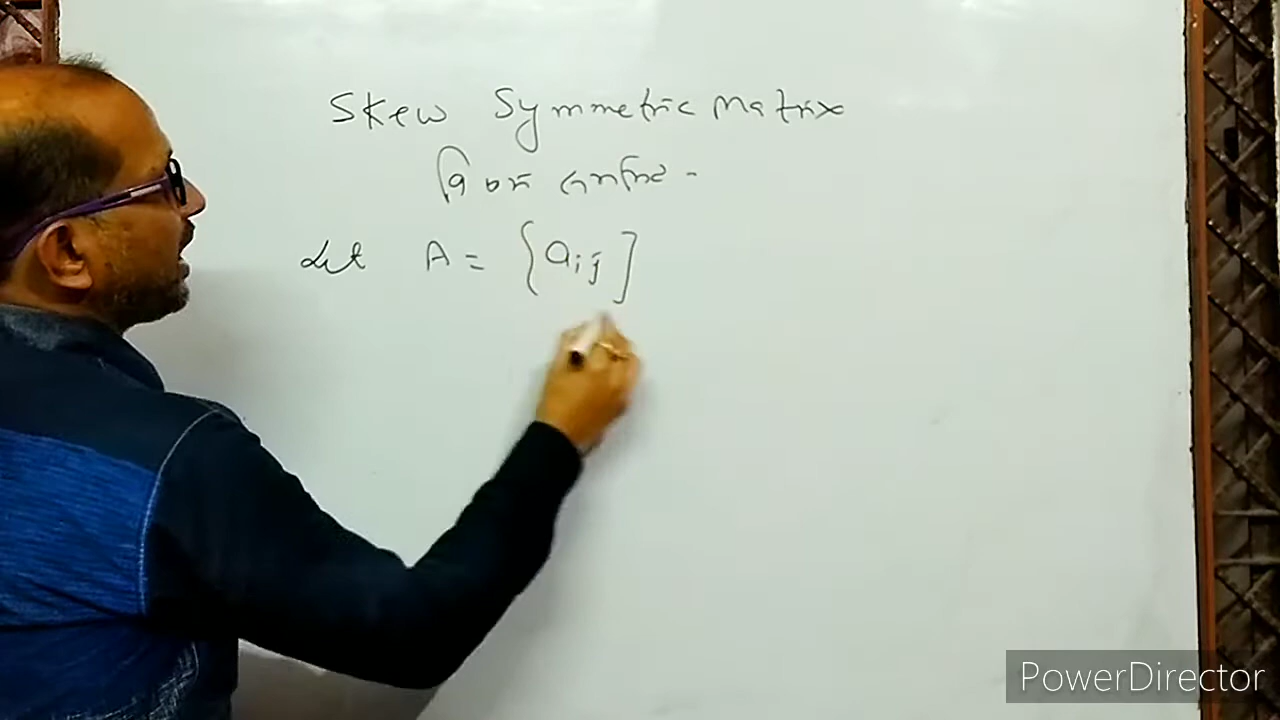 Skew Symmetric Matrix
Let A = [aij]
PowerDirector